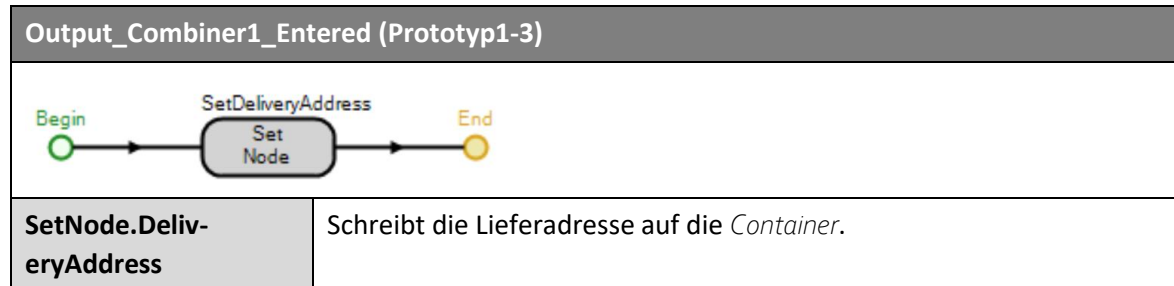 Output_Combiner1_Entered (Prototyp1-3)
SetDeliveryAddress
Begin
End
Set
Node
SetNode.Deliv-
eryAddress
Schreibt die Lieferadresse auf die Container.